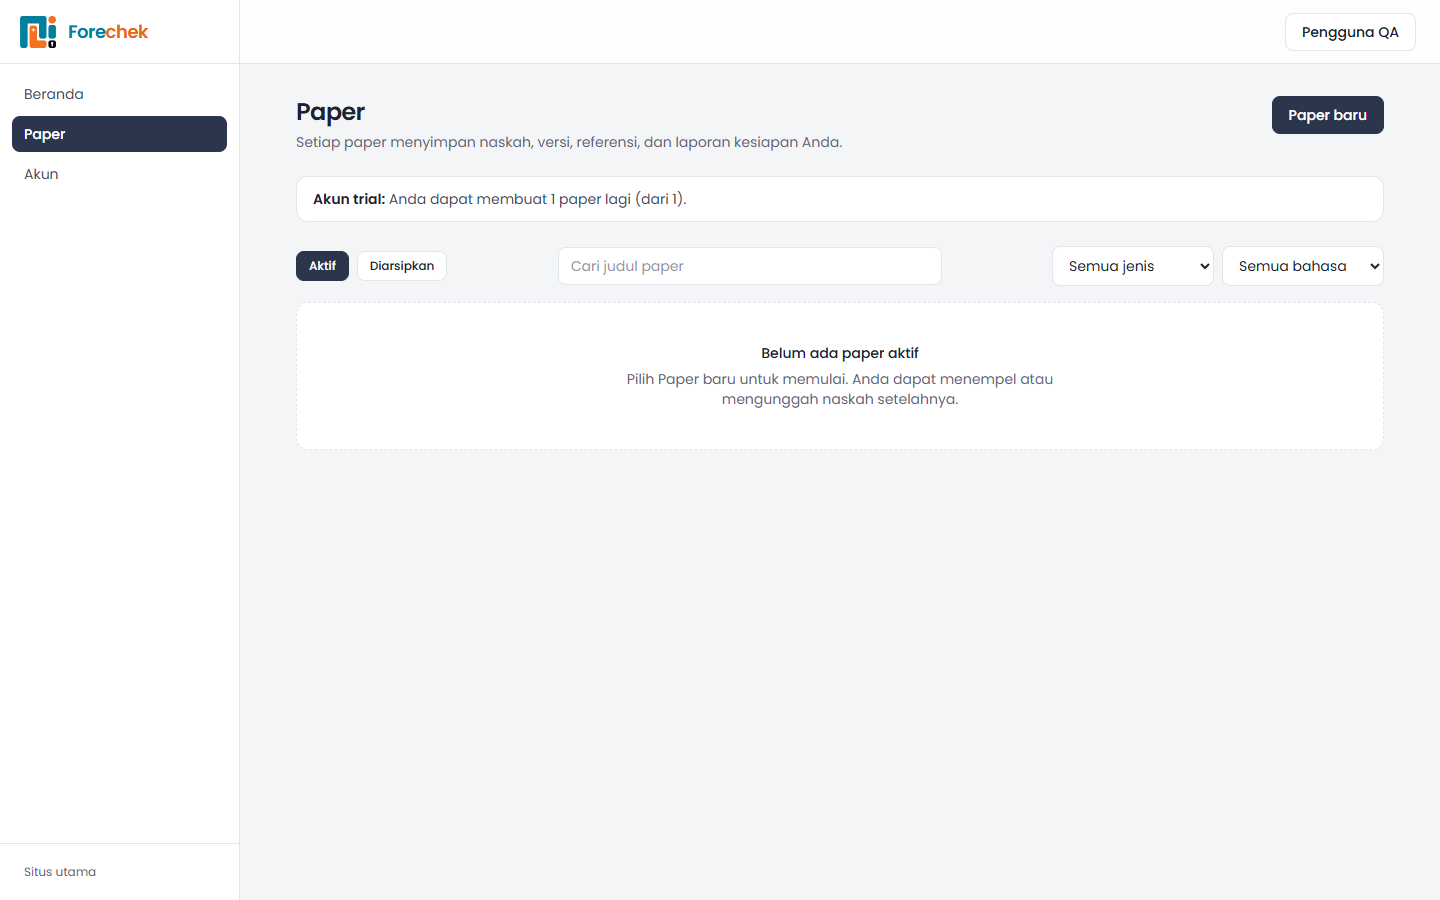 Forechek
Pengguna QA
Beranda
Paper
Akun
Situs utama
Paper
Setiap paper menyimpan naskah, versi, referensi, dan laporan kesiapan Anda.
Paper baru
Akun trial: Anda dapat membuat 1 paper lagi (dari 1).
Aktif
Diarsipkan
Cari judul paper
Semua jenis
Semua bahasa
Belum ada paper aktif
Pilih Paper baru untuk memulai. Anda dapat menempel atau
mengunggah naskah setelahnya.